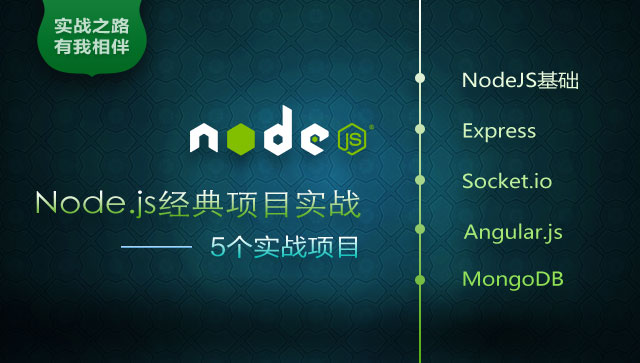 实战之路
有我相伴
node
JS
®
Node.js经典项目实战
5个实战项目
NodeJS基础
Express
Socket.io
Angular.js
MongoDB